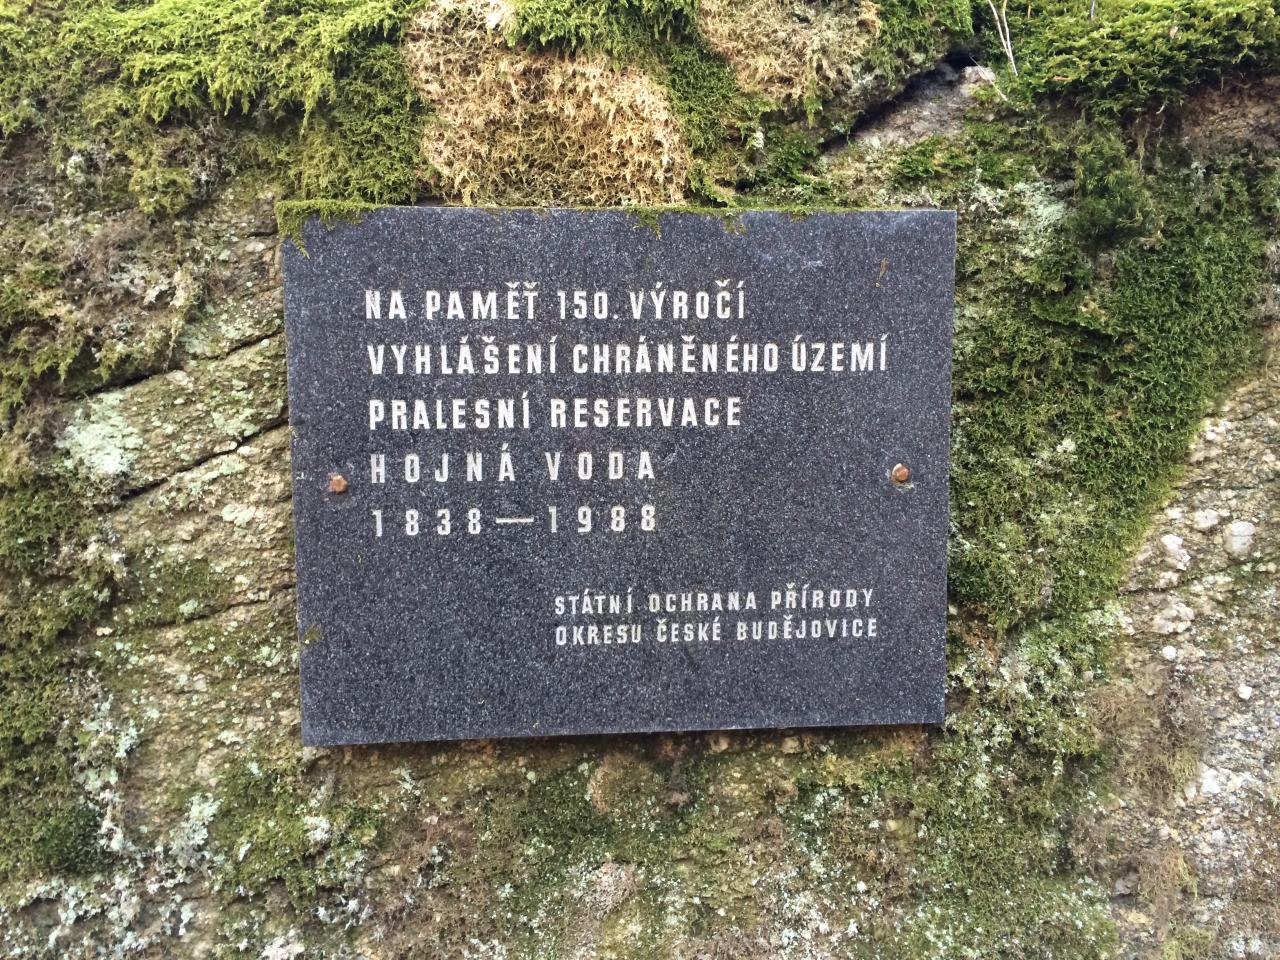 NA PAMĚŤ 150. VÝROČÍ
VYHLÁŠENÍ CHRÁNĚNÉHO ÚZEMÍ
PRALESNÍ RESERVACE
HOJNÁ VODA
1838—1988
STÁTNÍ OCHRANA PŘÍRODY
OKRESU ČESKÉ BUDĚJOVICE